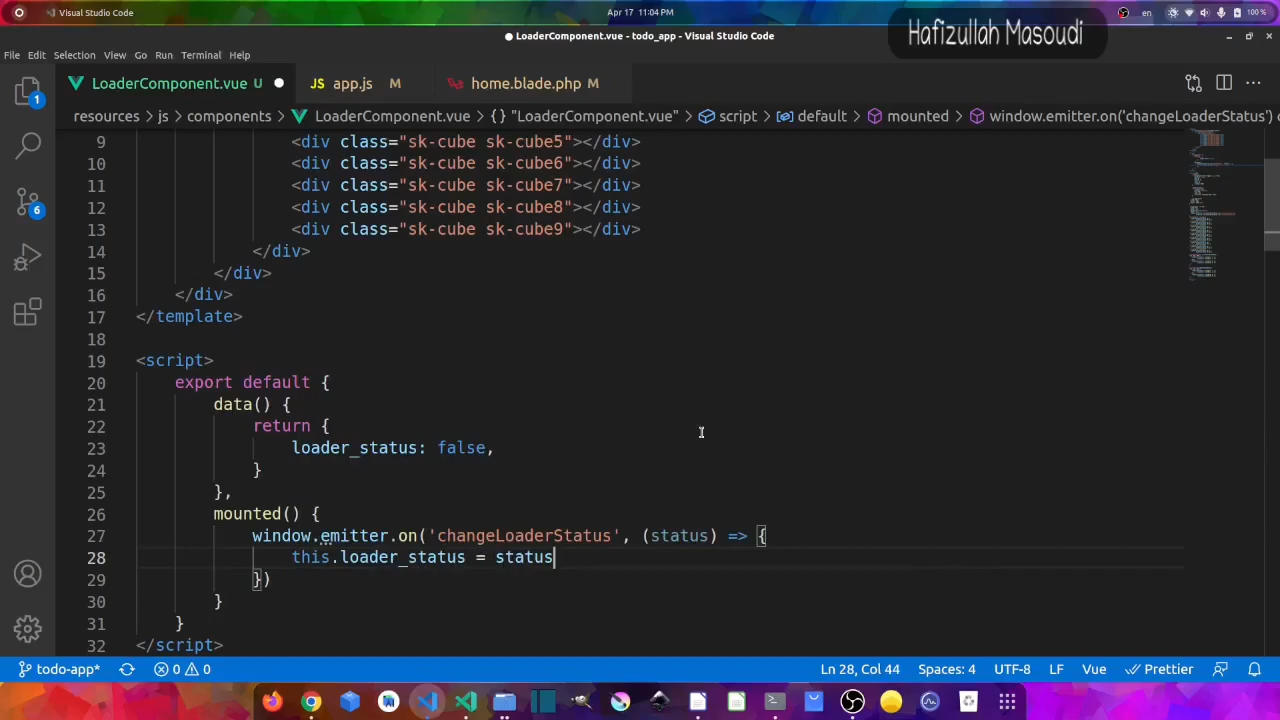 Visual Studio Code
Apr 17 11:04 PM
en
100 %
LoaderComponent.vue - todo_app - Visual Studio Code
Hafizullah Masoudi
File Edit Selection View Go Run Terminal Help
LoaderComponent.vue U
JS app.js M
home.blade.php M
resources > js > components > LoaderComponent.vue > {} "LoaderComponent.vue" > script > default > mounted > window.emitter.on('changeLoaderStatus') c
1
6
9 <div class="sk-cube sk-cube5"></div>
10 <div class="sk-cube sk-cube6"></div>
11 <div class="sk-cube sk-cube7"></div>
12 <div class="sk-cube sk-cube8"></div>
13 <div class="sk-cube sk-cube9"></div>
14 </div>
15 </div>
16 </div>
17 </template>
18
19 <script>
20 export default {
21 data() {
22 return {
23 loader_status: false,
24 }
25 },
26 mounted() {
27 window.emitter.on('changeLoaderStatus', (status) => {
28 this.loader_status = status
29 })
30 }
31 }
32 </script>
todo-app* 0 0 Ln 28, Col 44 Spaces: 4 UTF-8 LF Vue Prettier